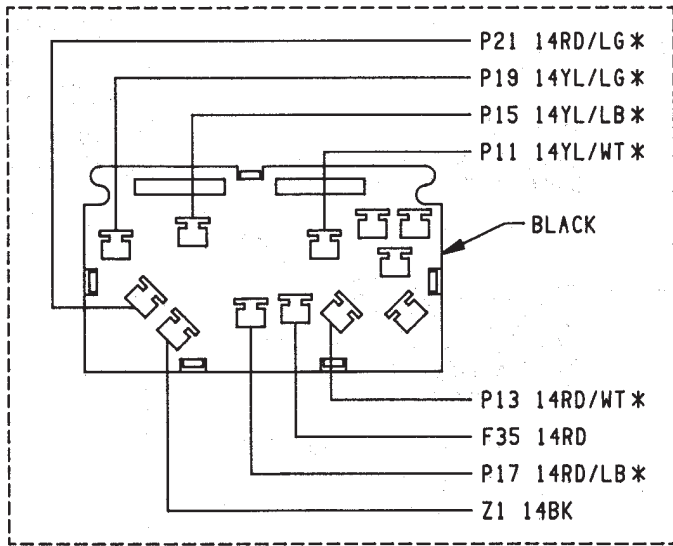 P21 14RD/LG*
P19 14YL/LG*
P15 14YL/LB*
P11 14YL/WT*
BLACK
P13 14RD/WT*
F35 14RD
P17 14RD/LB*
Z1 14BK